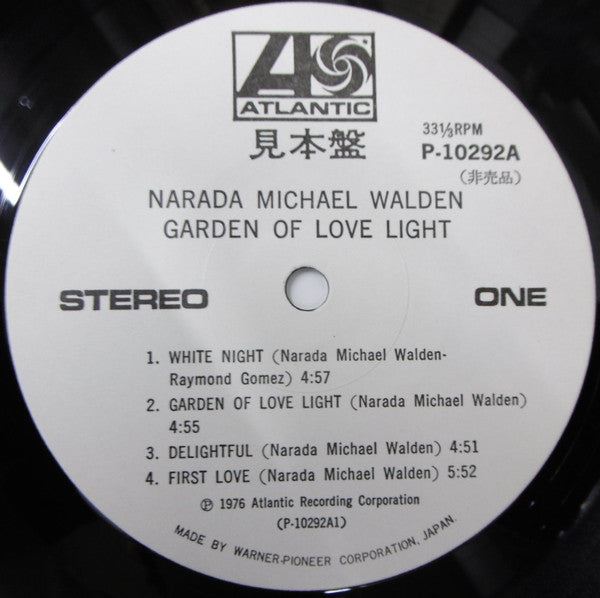 ATLANTIC
見本盤
33⅓RPM
P-10292A
(非売品)
NARADA MICHAEL WALDEN
GARDEN OF LOVE LIGHT
STEREO
ONE
1. WHITE NIGHT (Narada Michael Walden-
Raymond Gomez) 4:57
2. GARDEN OF LOVE LIGHT (Narada Michael Walden)
4:55
3. DELIGHTFUL (Narada Michael Walden) 4:51
4. FIRST LOVE (Narada Michael Walden) 5:52
℗ 1976 Atlantic Recording Corporation
(P-10292A1)
MADE BY WARNER-PIONEER CORPORATION, JAPAN.